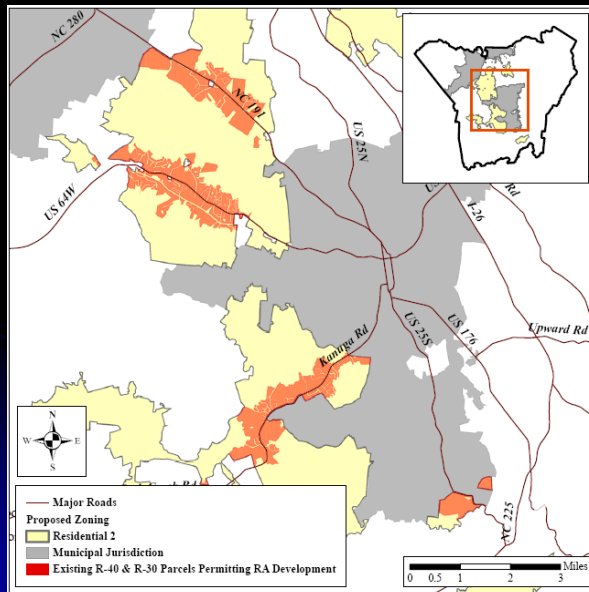 NC 280
NC 191
US 25N
US 64W
I-26
Rd
Kanuga Rd
US 25S
US 176
Upward Rd
NC 225
N
W E
S
Major Roads
Proposed Zoning
Residential 2
Municipal Jurisdiction
Existing R-40 & R-30 Parcels Permitting RA Development
Miles
0 0.5 1 2 3